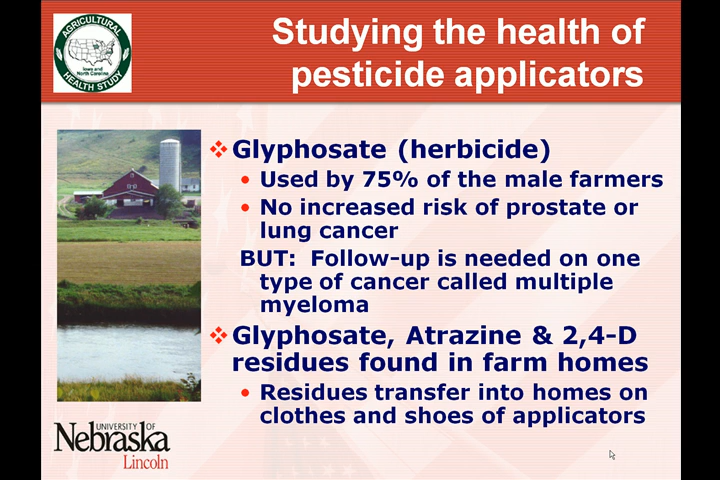 AGRICULTURAL
Iowa and
North Carolina
HEALTH STUDY
Studying the health of
pesticide applicators
❖ Glyphosate (herbicide)
• Used by 75% of the male farmers
• No increased risk of prostate or
lung cancer
BUT: Follow-up is needed on one
type of cancer called multiple
myeloma
❖ Glyphosate, Atrazine & 2,4-D
residues found in farm homes
• Residues transfer into homes on
clothes and shoes of applicators
UNIVERSITY OF
Nebraska
Lincoln